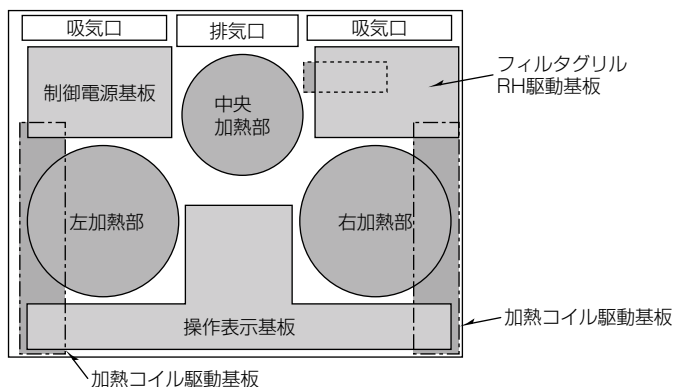 吸気口
排気口
吸気口
フィルタグリル
RH駆動基板
制御電源基板
中央
加熱部
左加熱部
右加熱部
操作表示基板
加熱コイル駆動基板
加熱コイル駆動基板